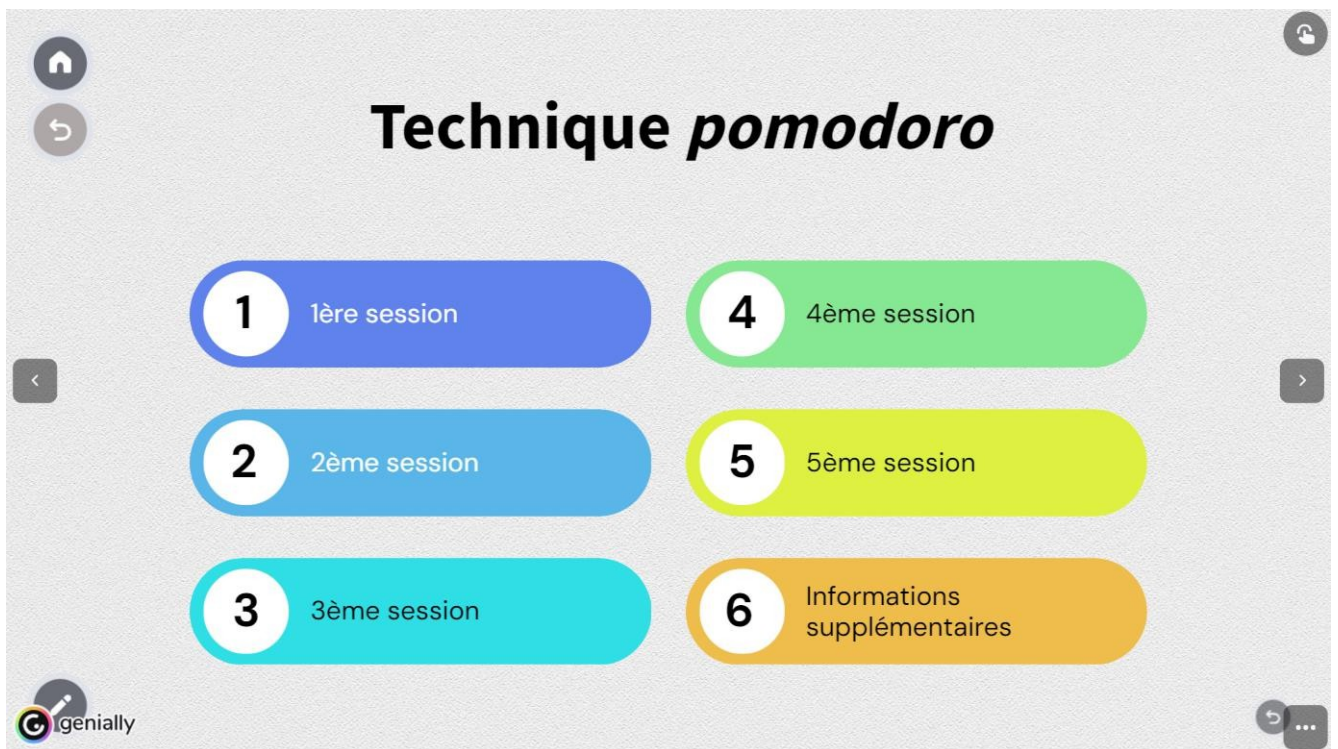 Technique pomodoro
1
1ère session
2
2ème session
3
3ème session
4
4ème session
5
5ème session
6
Informations
supplémentaires
genially